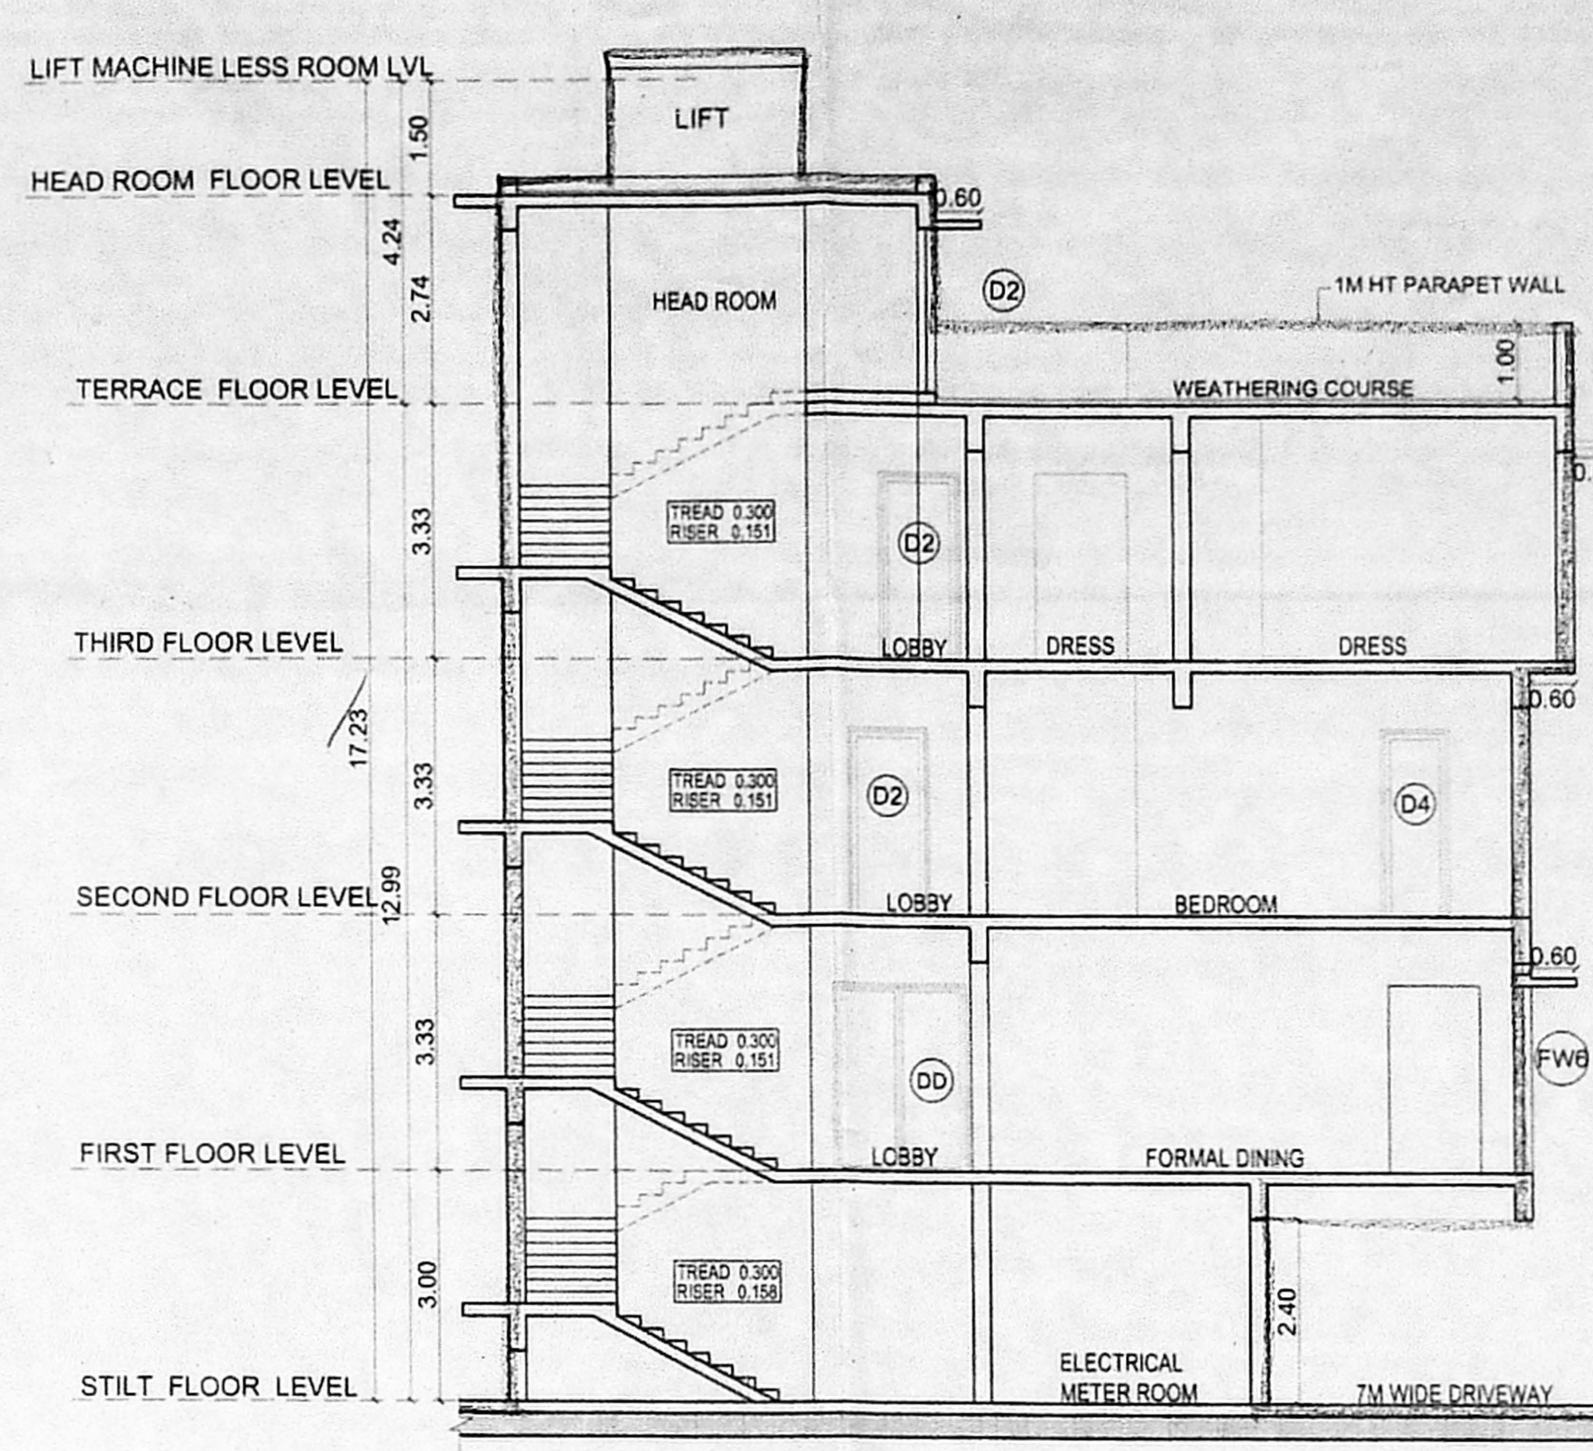 LIFT MACHINE LESS ROOM LVL
LIFT
1.50
HEAD ROOM FLOOR LEVEL
0.60
4.24
2.74
HEAD ROOM
D2
1M HT PARAPET WALL
1.00
TERRACE FLOOR LEVEL
WEATHERING COURSE
3.33
TREAD 0.300
RISER 0.151
D2
THIRD FLOOR LEVEL
LOBBY
DRESS
DRESS
0.60
17.23
3.33
TREAD 0.300
RISER 0.151
D2
D4
SECOND FLOOR LEVEL
12.99
LOBBY
BEDROOM
0.60
3.33
TREAD 0.300
RISER 0.151
DD
FW6
FIRST FLOOR LEVEL
LOBBY
FORMAL DINING
3.00
TREAD 0.300
RISER 0.158
2.40
ELECTRICAL
METER ROOM
STILT FLOOR LEVEL
7M WIDE DRIVEWAY